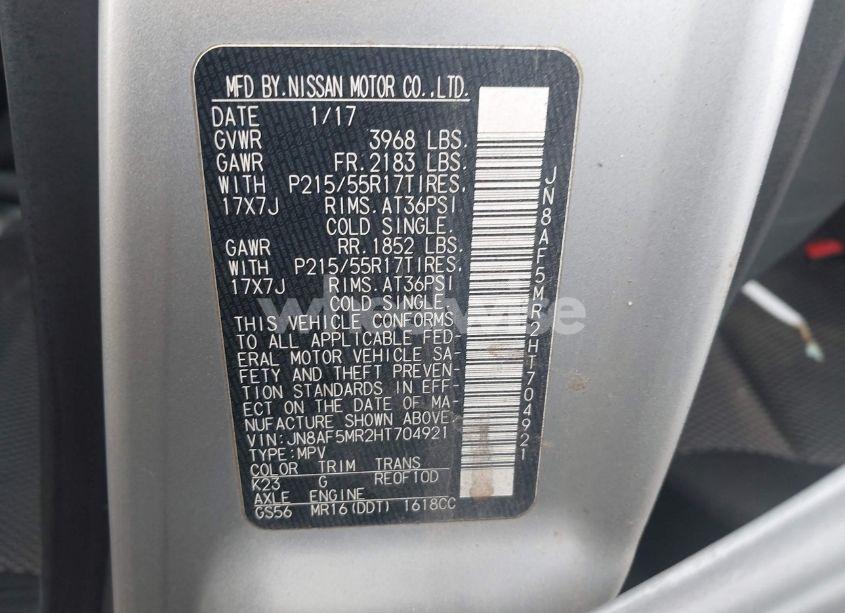 MFD BY.NISSAN MOTOR CO.,LTD.
DATE 1/17
GVWR 3968 LBS.
GAWR FR.2183 LBS.
WITH P215/55R17TIRES.
17X7J RIMS.AT36PSI
COLD SINGLE.
GAWR RR.1852 LBS.
WITH P215/55R17TIRES.
17X7J RIMS.AT36PSI
COLD SINGLE.
THIS VEHICLE CONFORMS
TO ALL APPLICABLE FED-
ERAL MOTOR VEHICLE SA-
FETY AND THEFT PREVEN-
TION STANDARDS IN EFF-
ECT ON THE DATE OF MA-
NUFACTURE SHOWN ABOVE.
VIN:JN8AF5MR2HT704921
TYPE:MPV
COLOR TRIM TRANS
K23 G RE0F10D
AXLE ENGINE
GS56 MR16(DDT) 1618CC
JN8AF5MR2HT704921